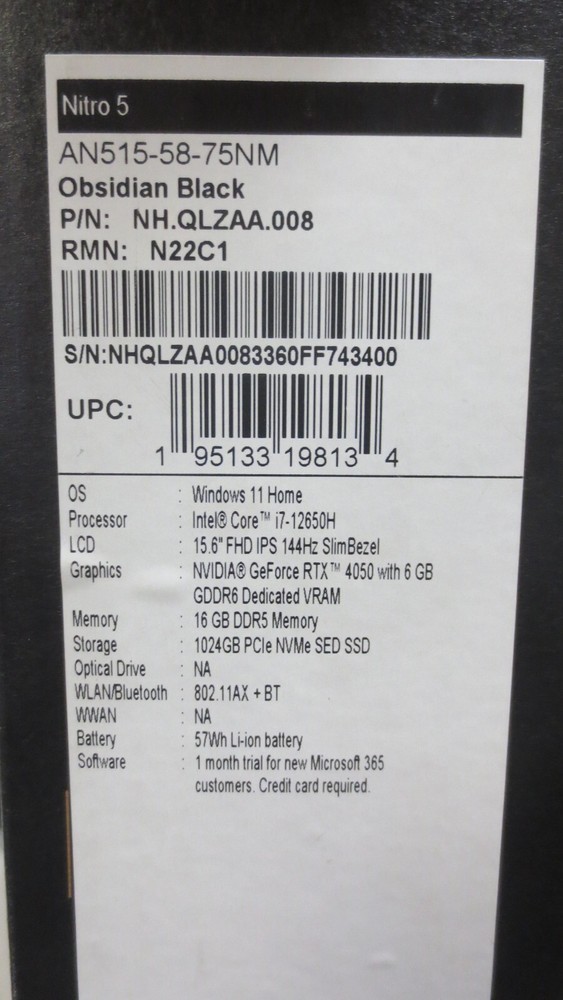 Nitro 5
AN515-58-75NM
Obsidian Black
P/N: NH.QLZAA.008
RMN: N22C1
S/N:NHQLZAA0083360FF743400
UPC:
1 95133 19813 4
OS : Windows 11 Home
Processor : Intel® Core™ i7-12650H
LCD : 15.6" FHD IPS 144Hz SlimBezel
Graphics : NVIDIA® GeForce RTX™ 4050 with 6 GB
GDDR6 Dedicated VRAM
Memory : 16 GB DDR5 Memory
Storage : 1024GB PCIe NVMe SED SSD
Optical Drive : NA
WLAN/Bluetooth : 802.11AX + BT
WWAN : NA
Battery : 57Wh Li-ion battery
Software : 1 month trial for new Microsoft 365
customers. Credit card required.